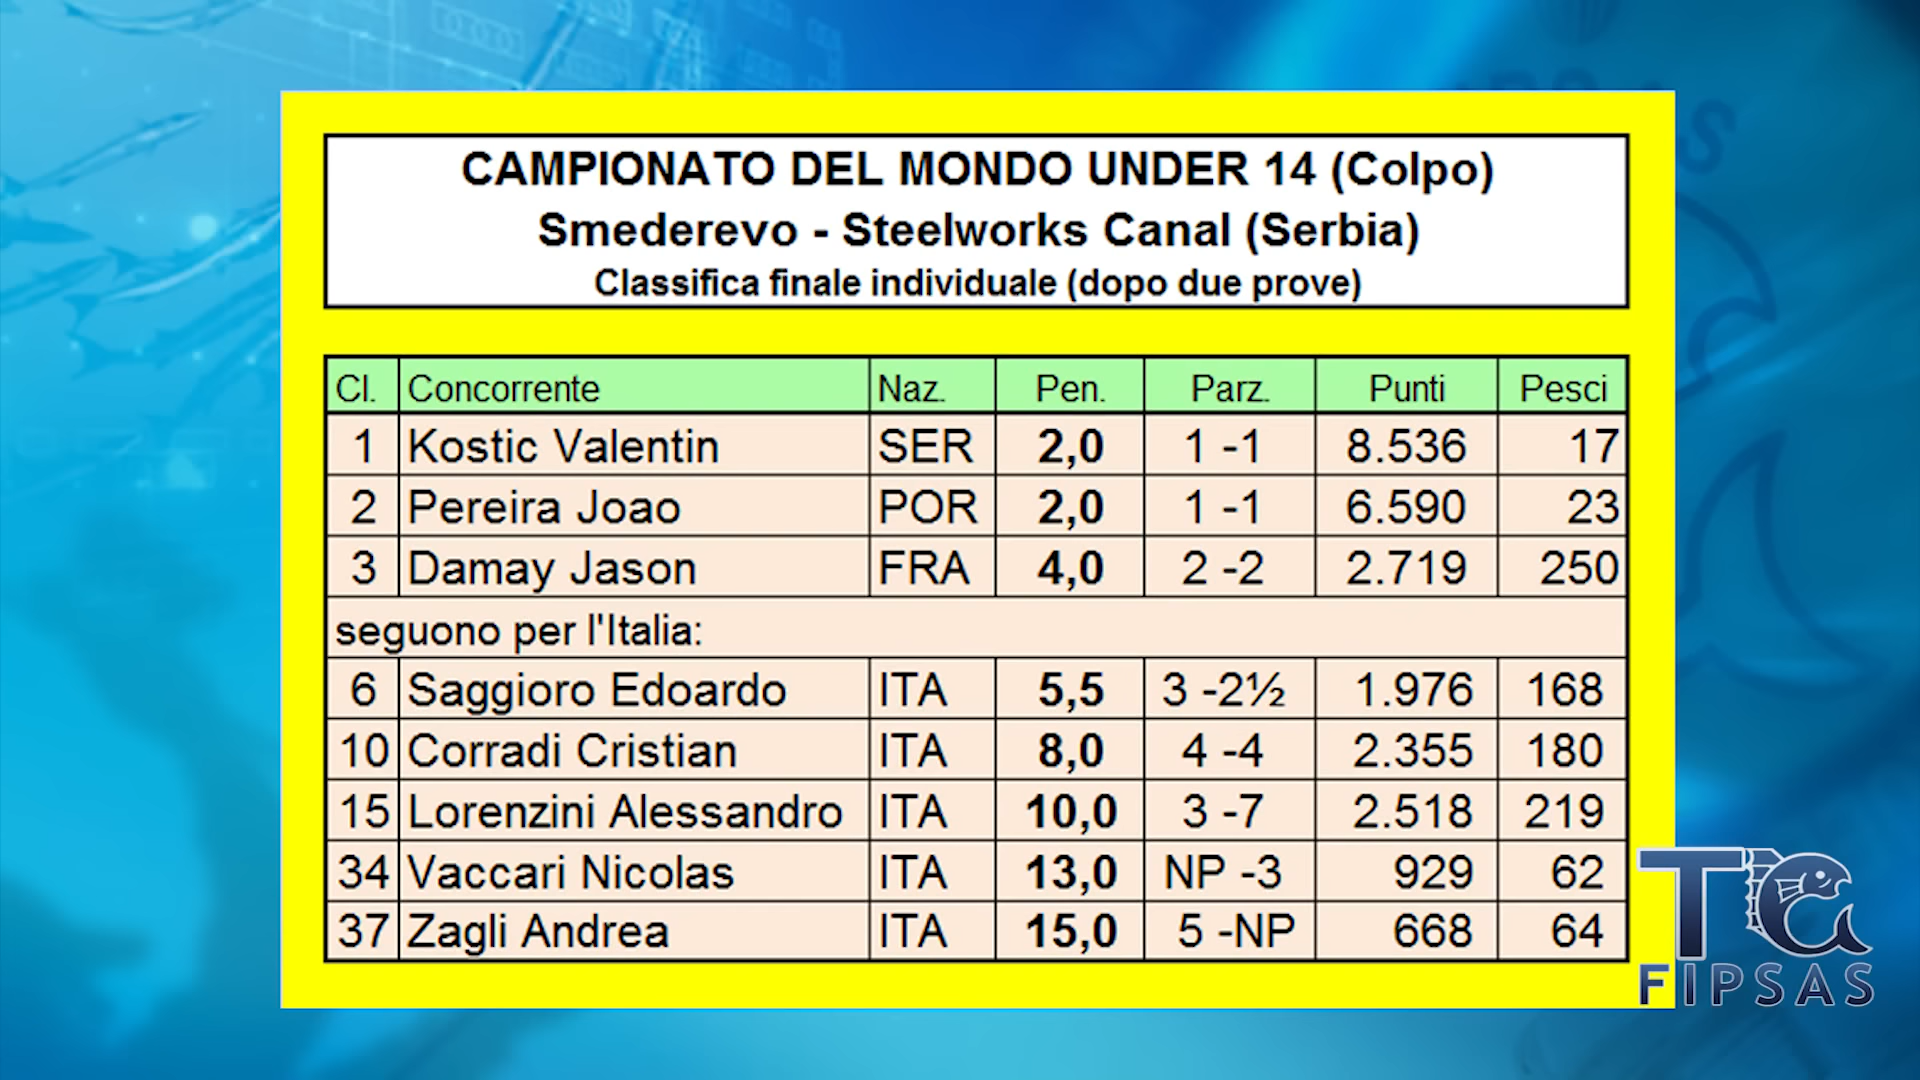 CAMPIONATO DEL MONDO UNDER 14 (Colpo)
Smederevo - Steelworks Canal (Serbia)
Classifica finale individuale (dopo due prove)
Cl. Concorrente Naz. Pen. Parz. Punti Pesci
1 Kostic Valentin SER 2,0 1 -1 8.536 17
2 Pereira Joao POR 2,0 1 -1 6.590 23
3 Damay Jason FRA 4,0 2 -2 2.719 250
seguono per l'Italia:
6 Saggioro Edoardo ITA 5,5 3 -2½ 1.976 168
10 Corradi Cristian ITA 8,0 4 -4 2.355 180
15 Lorenzini Alessandro ITA 10,0 3 -7 2.518 219
34 Vaccari Nicolas ITA 13,0 NP -3 929 62
37 Zagli Andrea ITA 15,0 5 -NP 668 64
TG
FIPSAS